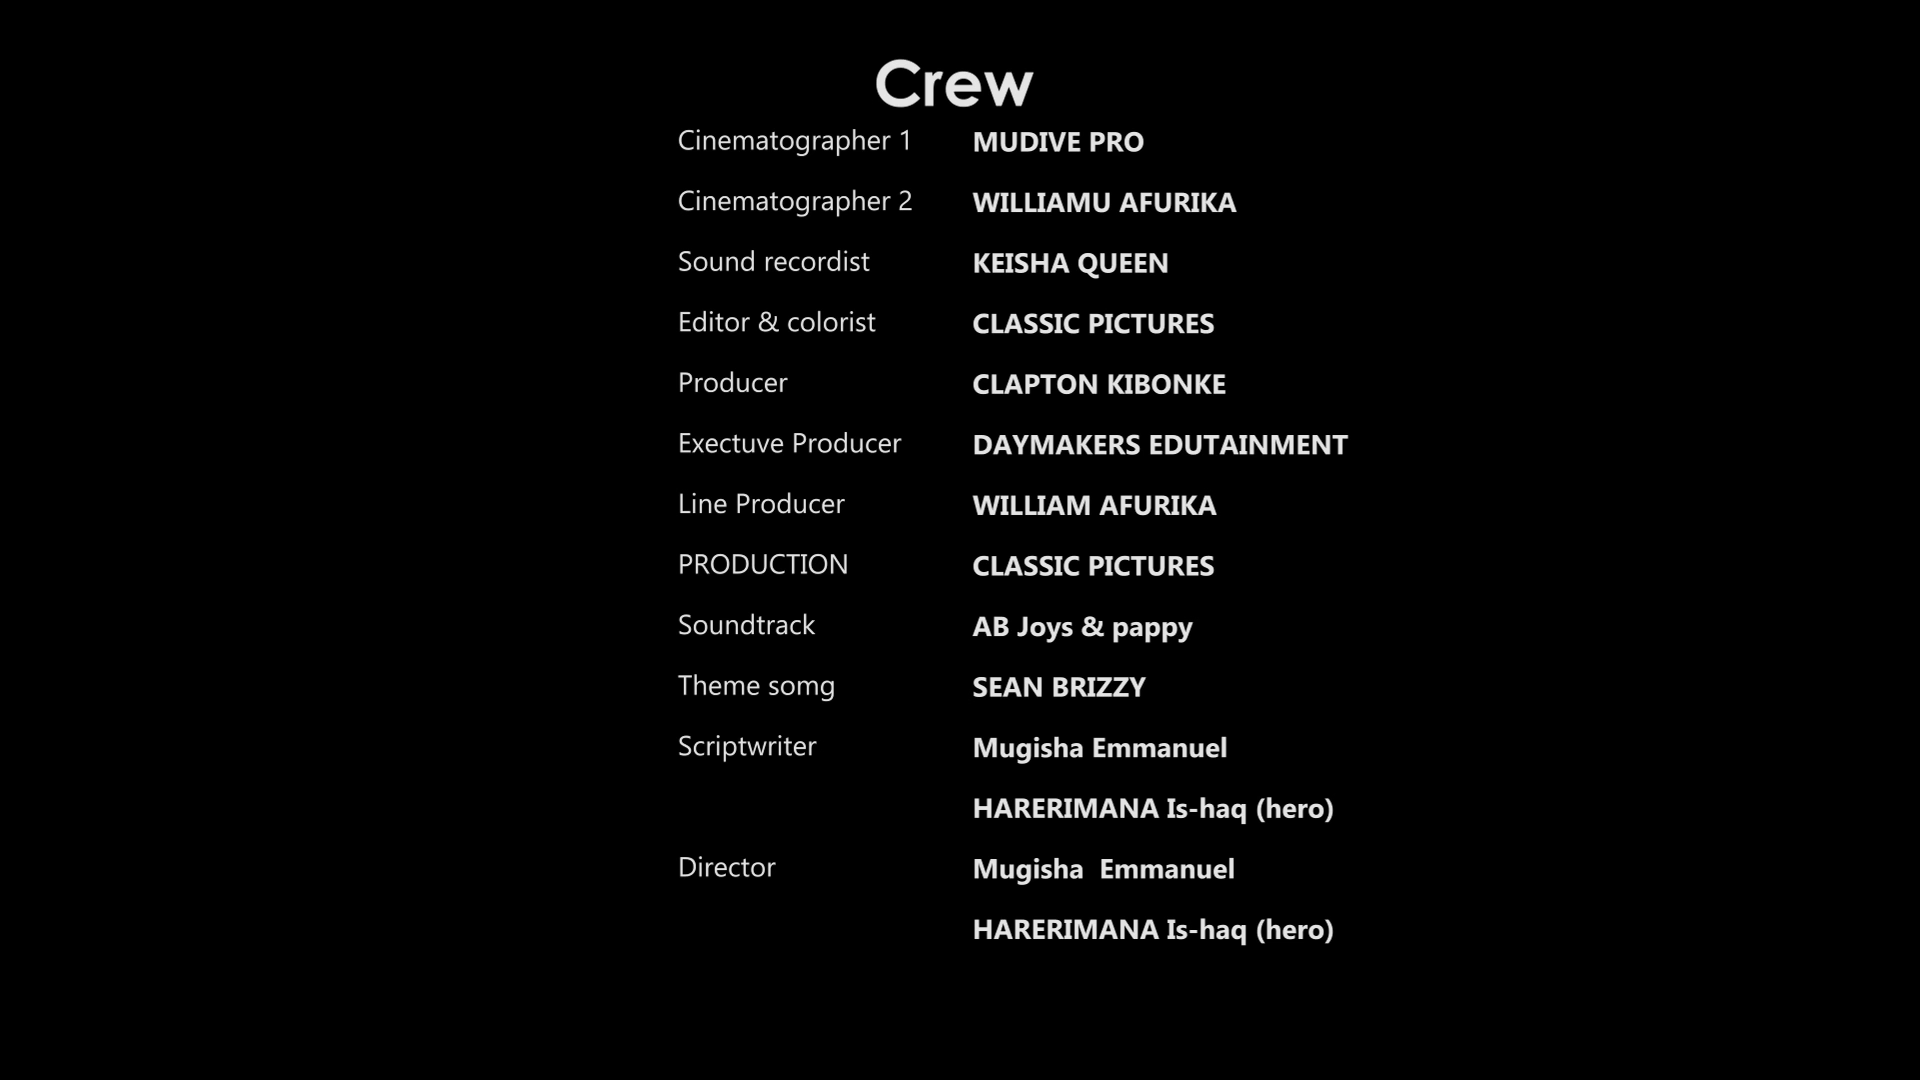 Crew
Cinematographer 1 MUDIVE PRO
Cinematographer 2 WILLIAMU AFURIKA
Sound recordist KEISHA QUEEN
Editor & colorist CLASSIC PICTURES
Producer CLAPTON KIBONKE
Exectuve Producer DAYMAKERS EDUTAINMENT
Line Producer WILLIAM AFURIKA
PRODUCTION CLASSIC PICTURES
Soundtrack AB Joys & pappy
Theme somg SEAN BRIZZY
Scriptwriter Mugisha Emmanuel
HARERIMANA Is-haq (hero)
Director Mugisha  Emmanuel
HARERIMANA Is-haq (hero)